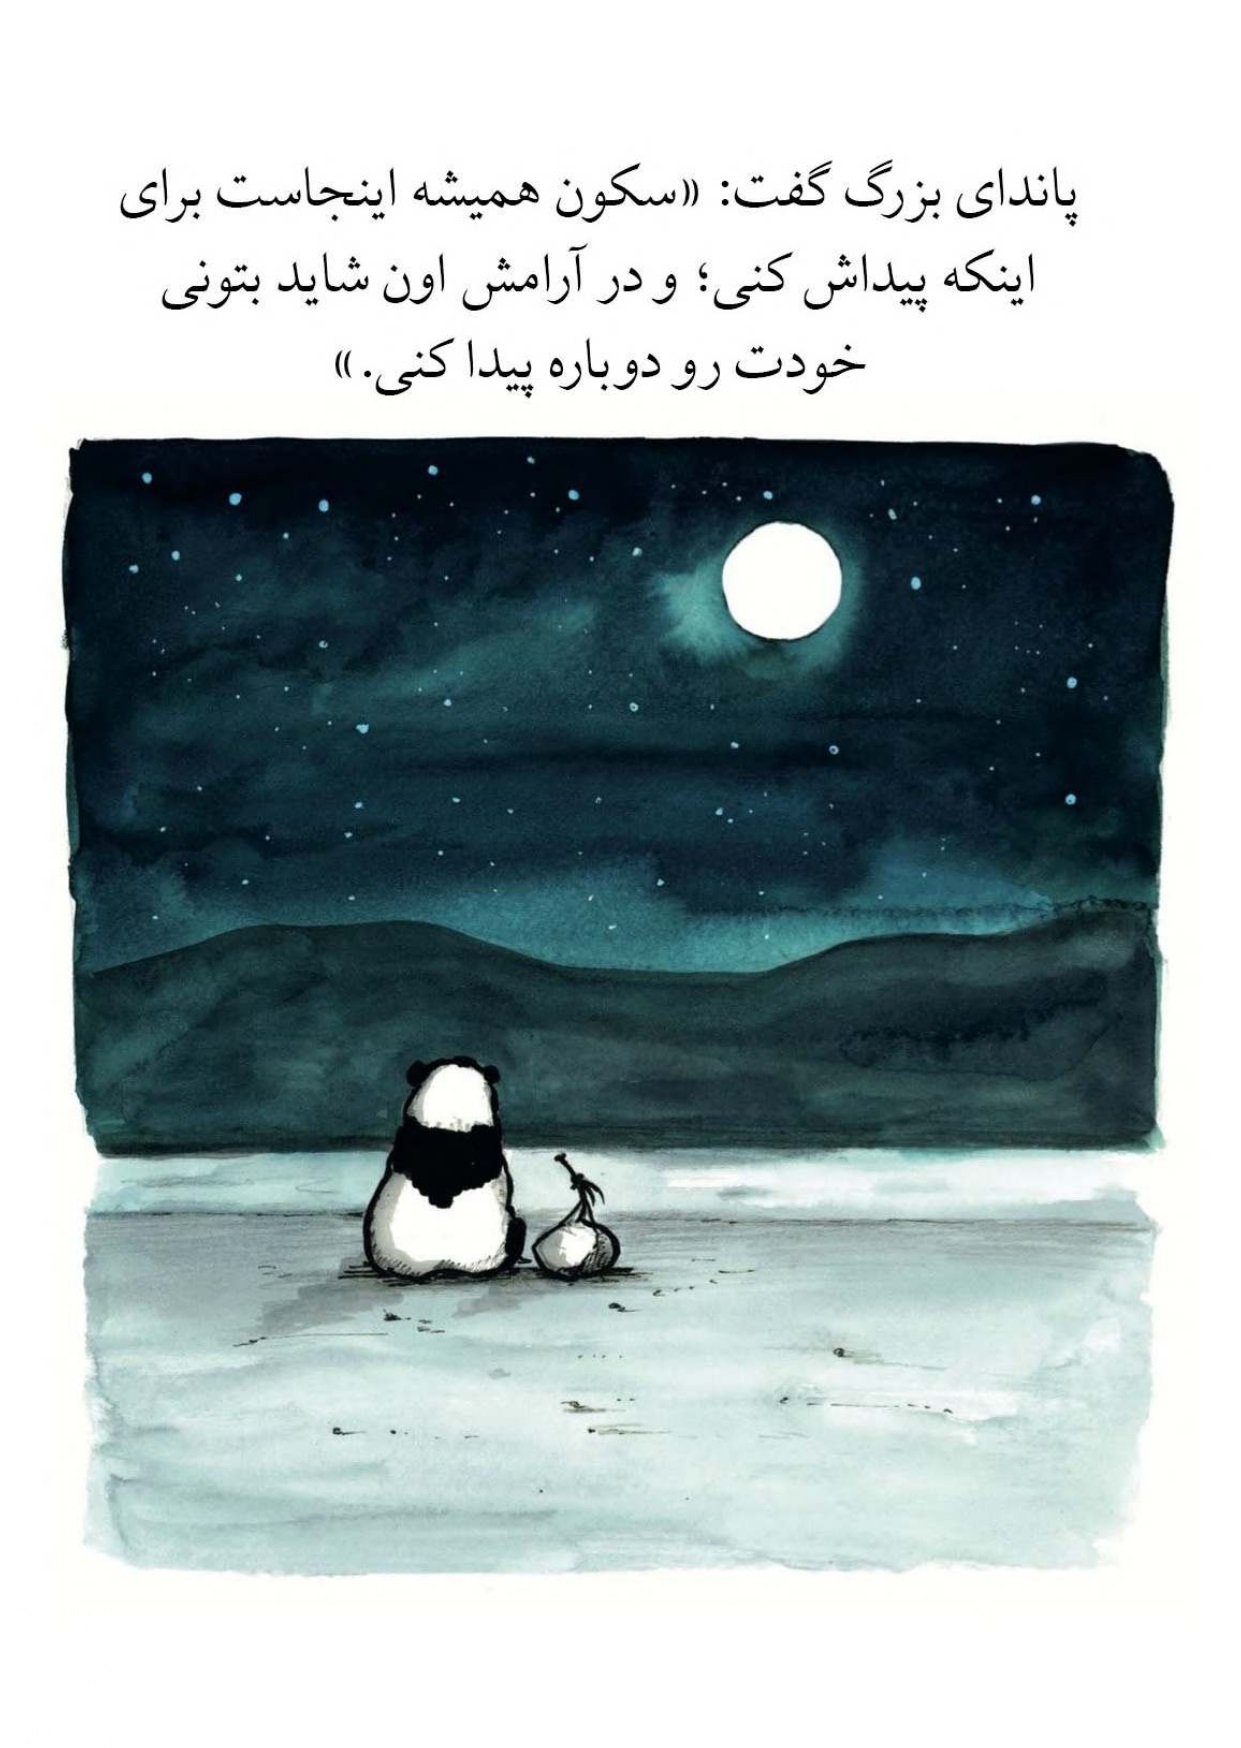 پاندای بزرگ گفت: «سکون همیشه اینجاست برای
اینکه پیداش کنی؛ و در آرامش اون شاید بتونی
خودت رو دوباره پیدا کنی.»